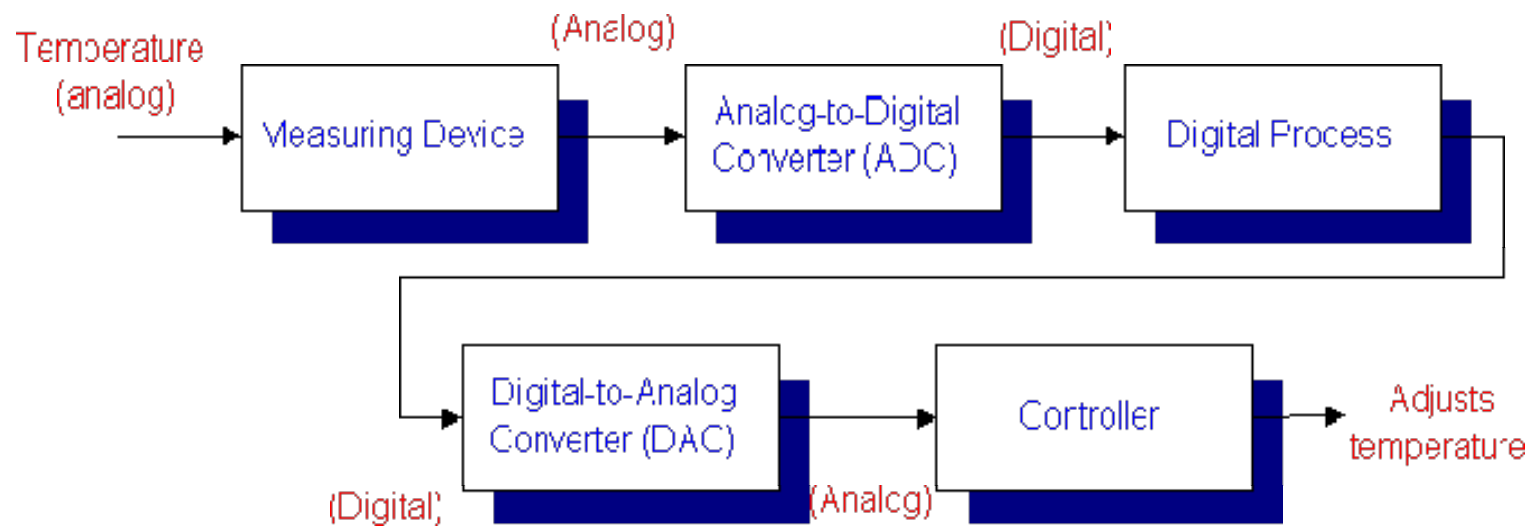 Temperature
(analog)
(Analog)
(Digital)
Measuring Device
Analog-to-Digital
Converter (ADC)
Digital Process
Digital-to-Analog
Converter (DAC)
Controller
Adjusts
temperature
(Digital)
(Analog)